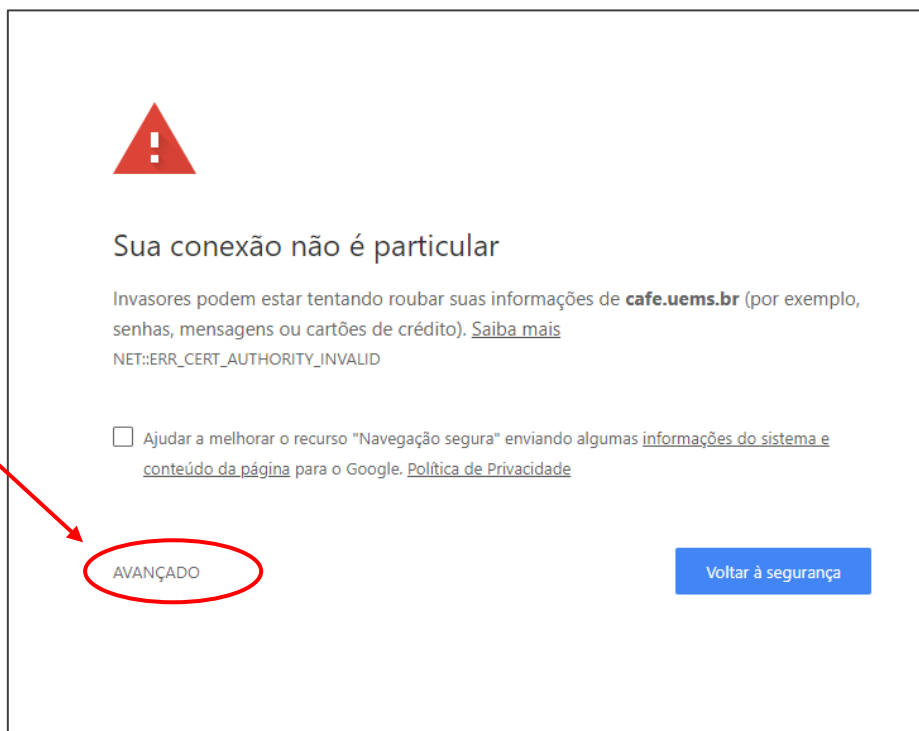 Sua conexão não é particular
Invasores podem estar tentando roubar suas informações de cafe.uems.br (por exemplo,
senhas, mensagens ou cartões de crédito). Saiba mais
NET::ERR_CERT_AUTHORITY_INVALID
Ajudar a melhorar o recurso "Navegação segura" enviando algumas informações do sistema e
conteúdo da página para o Google. Política de Privacidade
AVANÇADO
Voltar à segurança